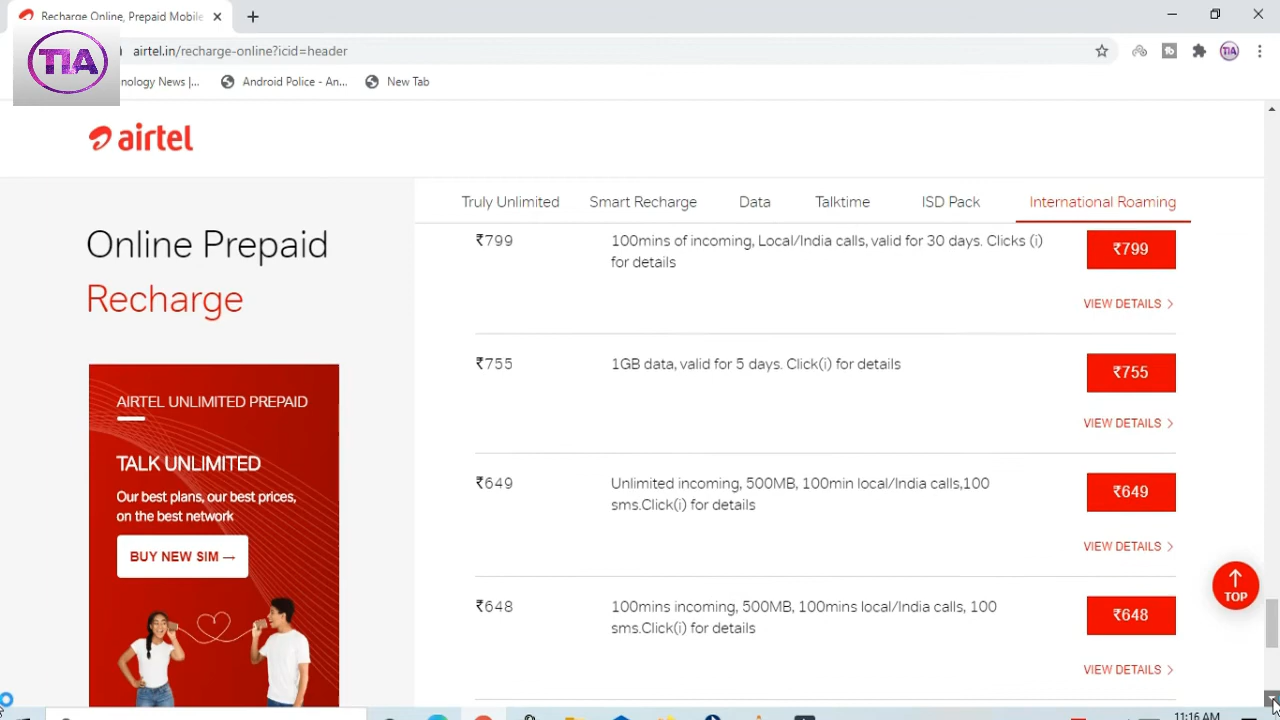 Recharge Online, Prepaid Mobile
TIA
airtel.in/recharge-online?icid=header
nology News |...
Android Police - An...
New Tab
airtel
Truly Unlimited
Smart Recharge
Data
Talktime
ISD Pack
International Roaming
Online Prepaid
Recharge
₹799
100mins of incoming, Local/India calls, valid for 30 days. Clicks (i)
for details
₹799
VIEW DETAILS
₹755
1GB data, valid for 5 days. Click(i) for details
₹755
VIEW DETAILS
₹649
Unlimited incoming, 500MB, 100min local/India calls,100
sms.Click(i) for details
₹649
VIEW DETAILS
₹648
100mins incoming, 500MB, 100mins local/India calls, 100
sms.Click(i) for details
₹648
VIEW DETAILS
AIRTEL UNLIMITED PREPAID
TALK UNLIMITED
Our best plans, our best prices,
on the best network
BUY NEW SIM →
TOP
11:16 AM